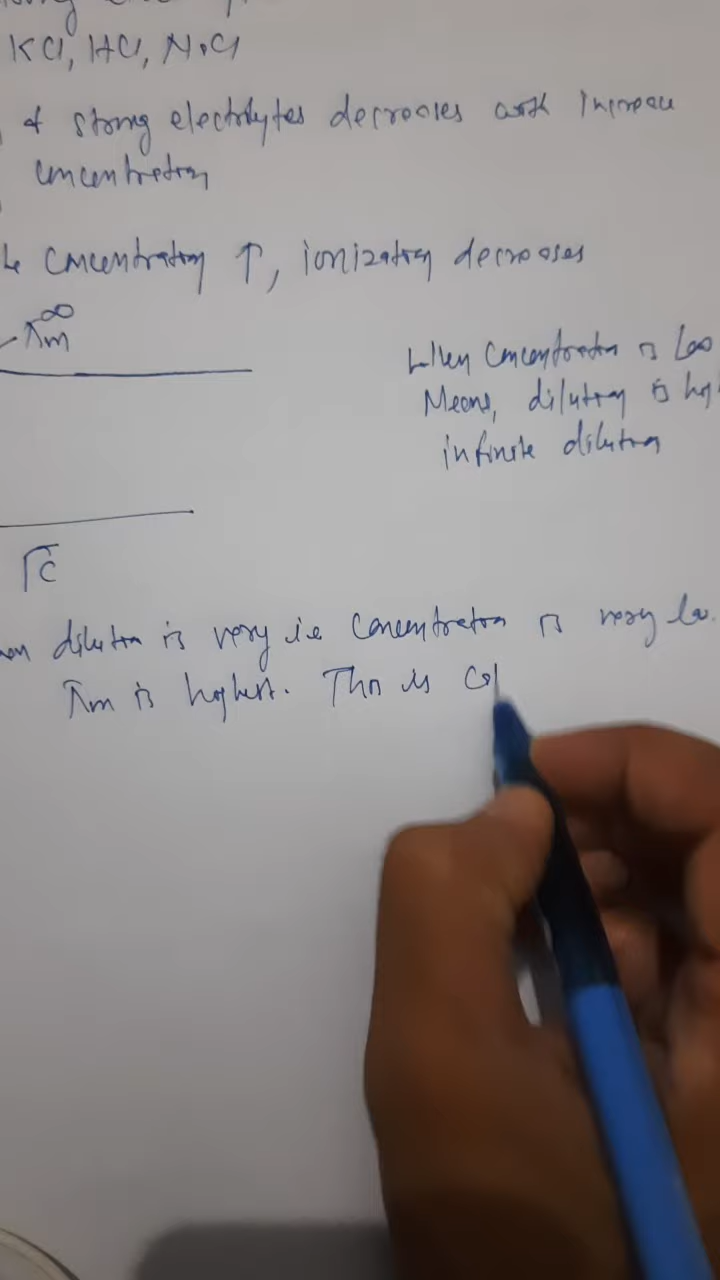 KCl, HCl, NaCl
of strong electrolytes decreases with increase
concentration
concentration ↑, ionization decreases
λm∞
When concentration is Low
Means, dilution is high
infinite dilution
√C
dilution is very i.e concentration is very low.
λm is highest. This is cal